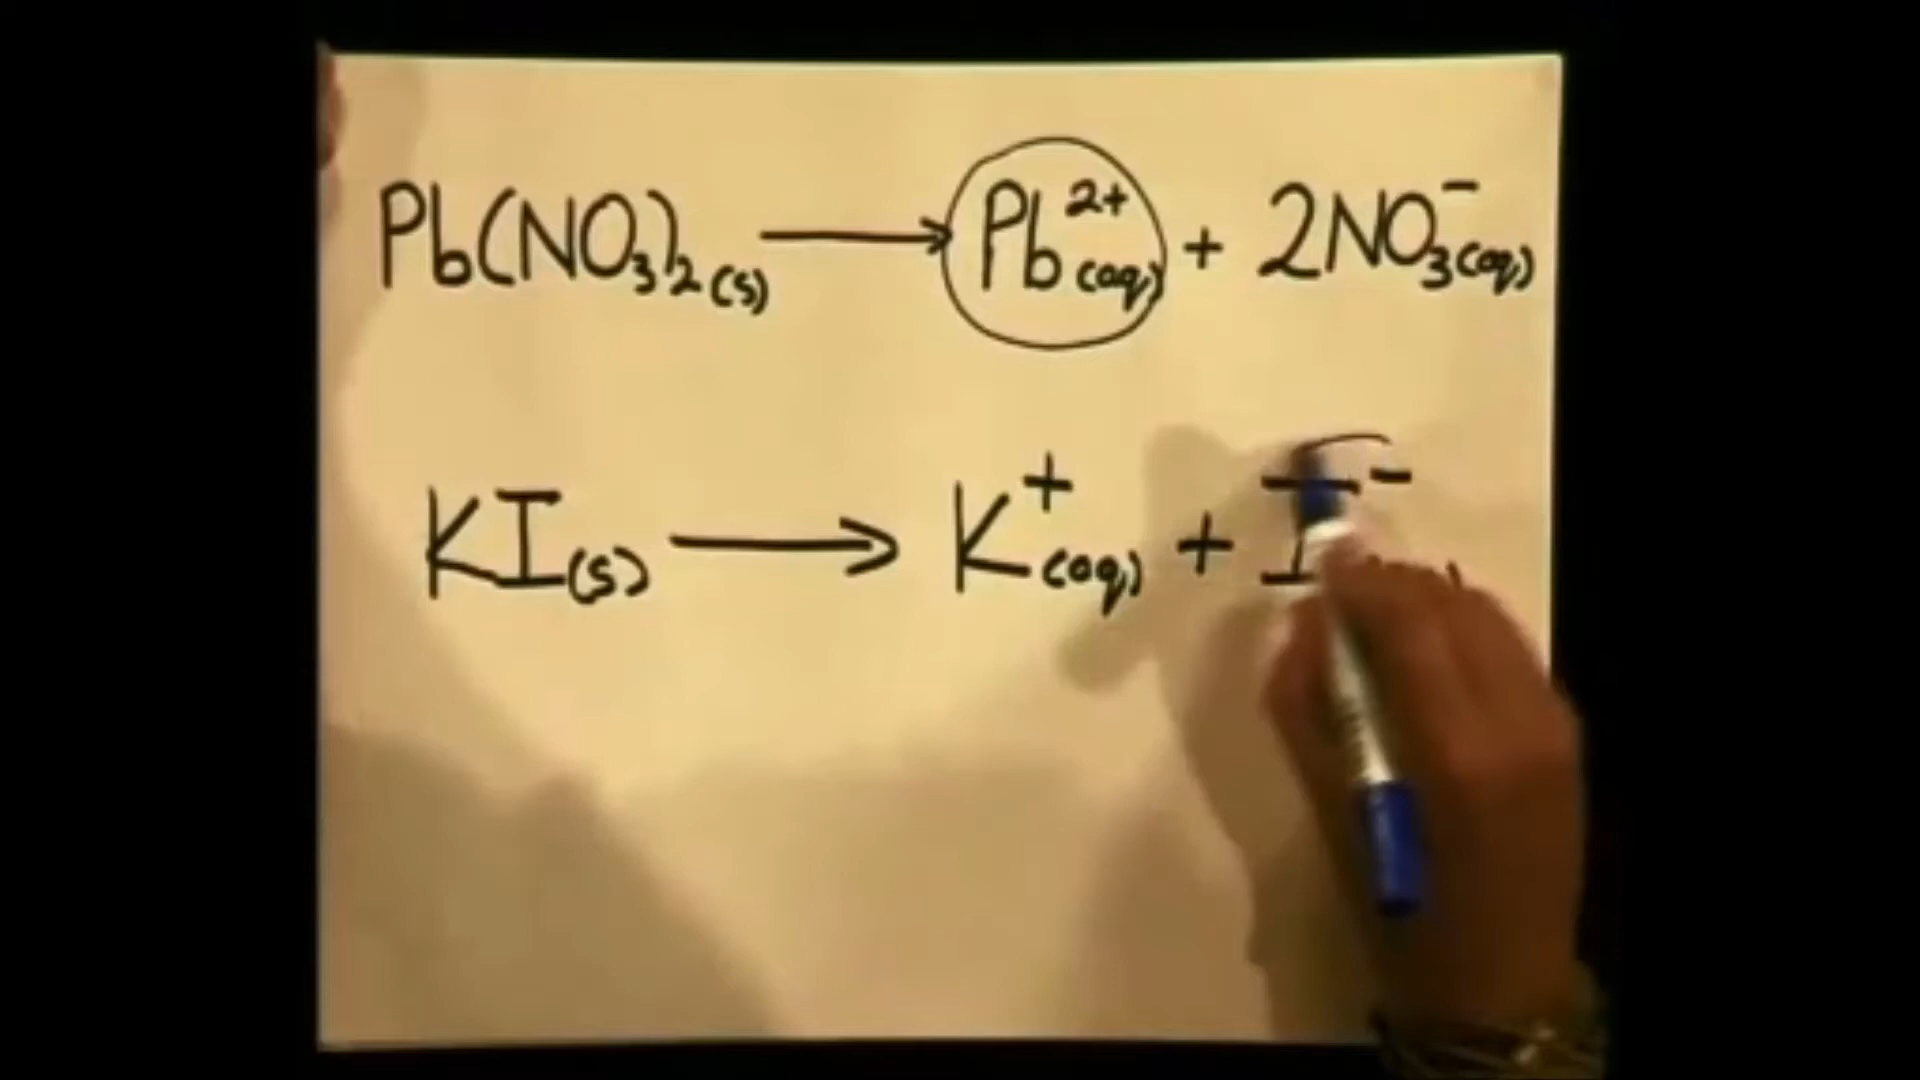 Pb(NO₃)₂(s) → Pb²⁺(aq) + 2NO₃⁻(aq)
KI(s) → K⁺(aq) + I⁻